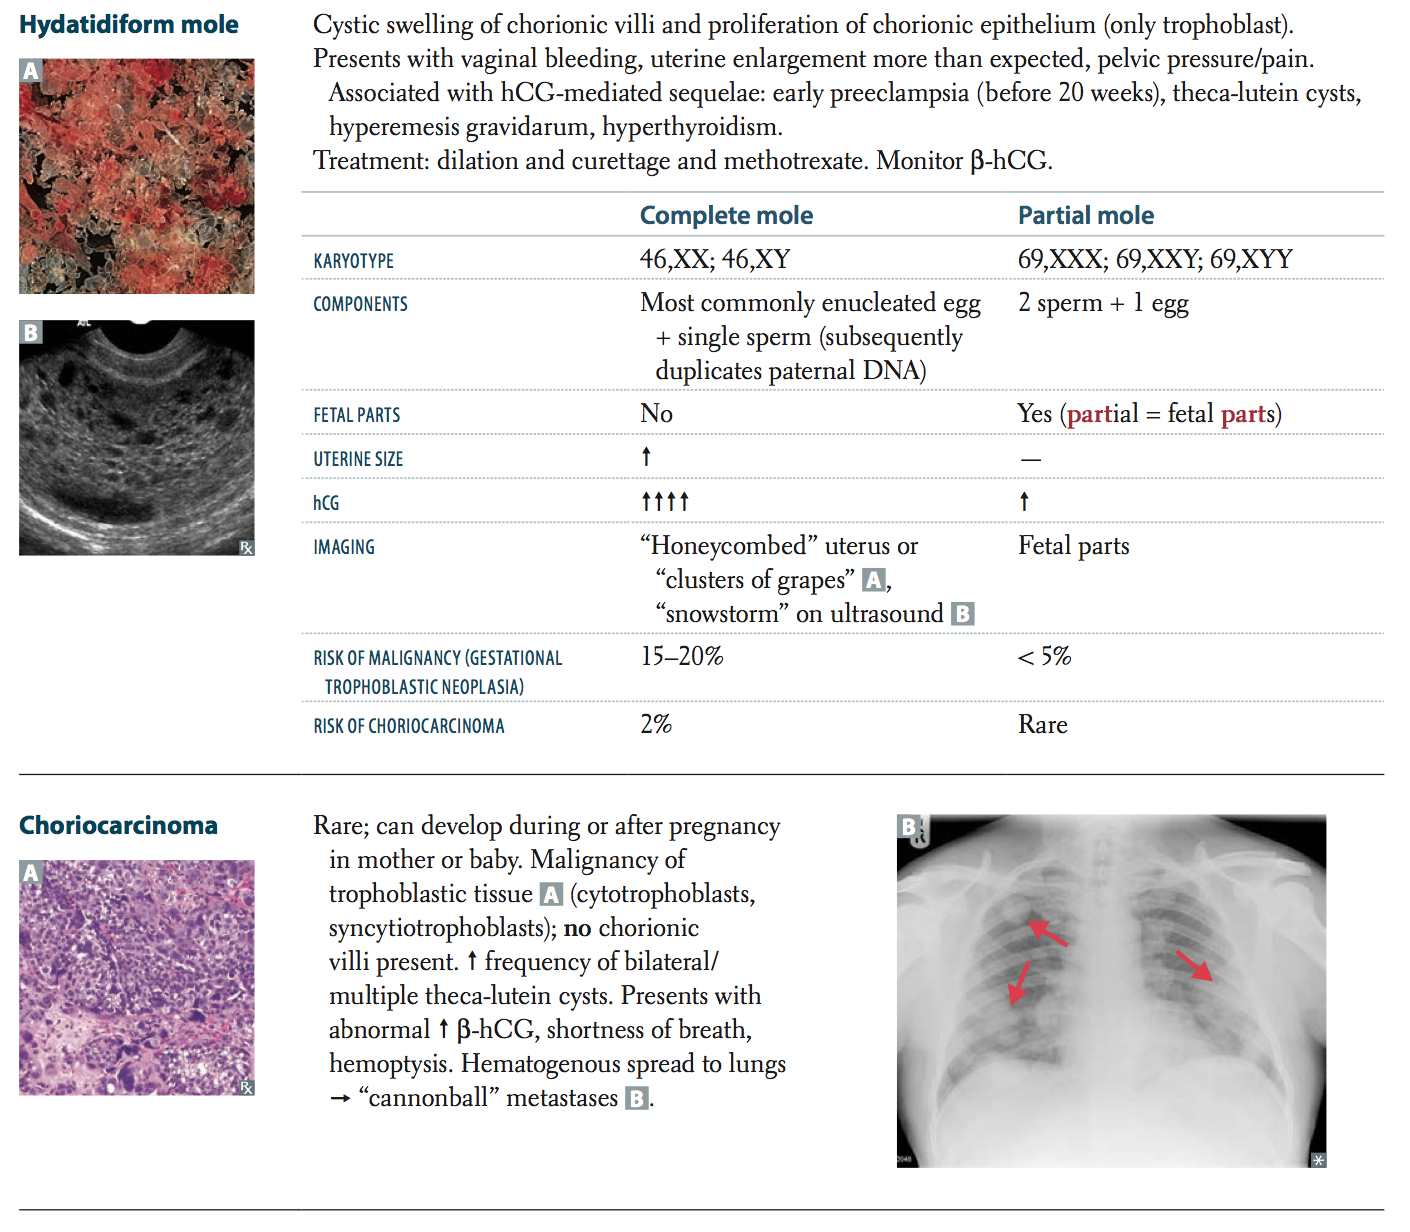 Hydatidiform mole
A
B
A/L
℞
Cystic swelling of chorionic villi and proliferation of chorionic epithelium (only trophoblast).
Presents with vaginal bleeding, uterine enlargement more than expected, pelvic pressure/pain.
Associated with hCG-mediated sequelae: early preeclampsia (before 20 weeks), theca-lutein cysts,
hyperemesis gravidarum, hyperthyroidism.
Treatment: dilation and curettage and methotrexate. Monitor β-hCG.
Complete mole Partial mole
KARYOTYPE 46,XX; 46,XY 69,XXX; 69,XXY; 69,XYY
COMPONENTS Most commonly enucleated egg 2 sperm + 1 egg
+ single sperm (subsequently
duplicates paternal DNA)
FETAL PARTS No Yes (partial = fetal parts)
UTERINE SIZE ↑ —
hCG ↑↑↑↑ ↑
IMAGING “Honeycombed” uterus or Fetal parts
“clusters of grapes” A,
“snowstorm” on ultrasound B
RISK OF MALIGNANCY (GESTATIONAL 15–20% < 5%
TROPHOBLASTIC NEOPLASIA)
RISK OF CHORIOCARCINOMA 2% Rare
Choriocarcinoma
A
℞
Rare; can develop during or after pregnancy
in mother or baby. Malignancy of
trophoblastic tissue A (cytotrophoblasts,
syncytiotrophoblasts); no chorionic
villi present. ↑ frequency of bilateral/
multiple theca-lutein cysts. Presents with
abnormal ↑ β-hCG, shortness of breath,
hemoptysis. Hematogenous spread to lungs
→ “cannonball” metastases B.
B
*